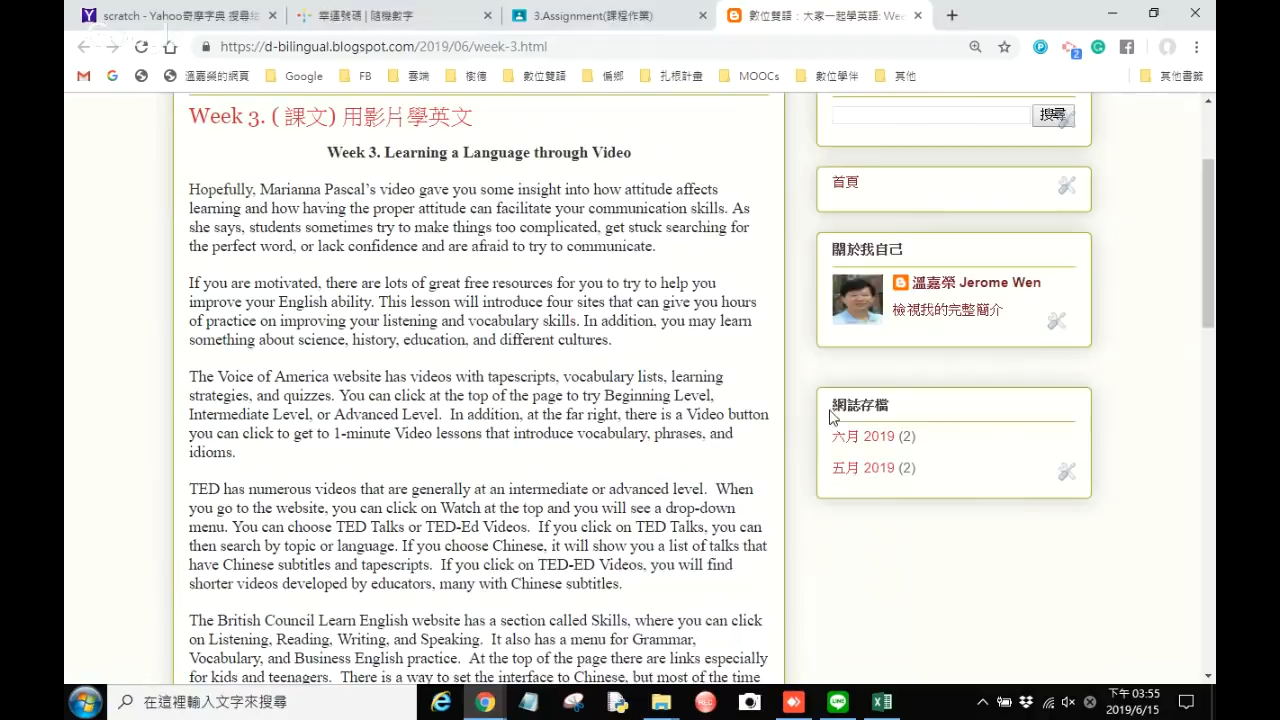 scratch - Yahoo奇摩字典 搜尋結
幸運號碼 | 隨機數字
3.Assignment(課程作業)
數位雙語：大家一起學英語: Wee
https://d-bilingual.blogspot.com/2019/06/week-3.html
2
溫嘉榮的網頁
Google
FB
雲端
樹德
數位雙語
偏鄉
扎根計畫
MOOCs
數位學伴
其他
其他書籤
Week 3. ( 課文) 用影片學英文
Week 3. Learning a Language through Video
Hopefully, Marianna Pascal’s video gave you some insight into how attitude affects
learning and how having the proper attitude can facilitate your communication skills. As
she says, students sometimes try to make things too complicated, get stuck searching for
the perfect word, or lack confidence and are afraid to try to communicate.
If you are motivated, there are lots of great free resources for you to try to help you
improve your English ability. This lesson will introduce four sites that can give you hours
of practice on improving your listening and vocabulary skills. In addition, you may learn
something about science, history, education, and different cultures.
The Voice of America website has videos with tapescripts, vocabulary lists, learning
strategies, and quizzes. You can click at the top of the page to try Beginning Level,
Intermediate Level, or Advanced Level.  In addition, at the far right, there is a Video button
you can click to get to 1-minute Video lessons that introduce vocabulary, phrases, and
idioms.
TED has numerous videos that are generally at an intermediate or advanced level.  When
you go to the website, you can click on Watch at the top and you will see a drop-down
menu. You can choose TED Talks or TED-Ed Videos.  If you click on TED Talks, you can
then search by topic or language. If you choose Chinese, it will show you a list of talks that
have Chinese subtitles and tapescripts.  If you click on TED-ED Videos, you will find
shorter videos developed by educators, many with Chinese subtitles.
The British Council Learn English website has a section called Skills, where you can click
on Listening, Reading, Writing, and Speaking.  It also has a menu for Grammar,
Vocabulary, and Business English practice.  At the top of the page there are links especially
for kids and teenagers.  There is a way to set the interface to Chinese, but most of the time
搜尋
首頁
關於我自己
溫嘉榮 Jerome Wen
檢視我的完整簡介
網誌存檔
六月 2019 (2)
五月 2019 (2)
在這裡輸入文字來搜尋
REC
下午 03:55
2019/6/15